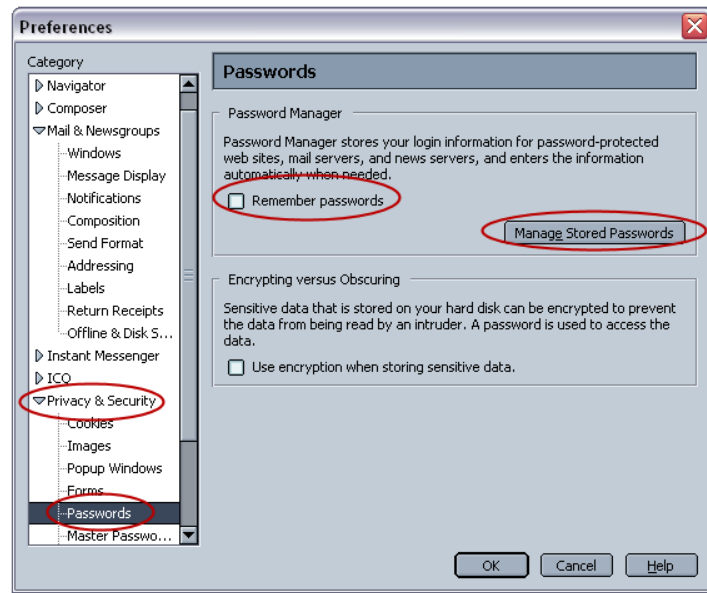 Preferences
Category
Navigator
Composer
Mail & Newsgroups
Windows
Message Display
Notifications
Composition
Send Format
Addressing
Labels
Return Receipts
Offline & Disk S...
Instant Messenger
ICQ
Privacy & Security
Cookies
Images
Popup Windows
Forms
Passwords
Master Passwo...
Passwords
Password Manager
Password Manager stores your login information for password-protected
web sites, mail servers, and news servers, and enters the information
automatically when needed.
Remember passwords
Manage Stored Passwords
Encrypting versus Obscuring
Sensitive data that is stored on your hard disk can be encrypted to prevent
the data from being read by an intruder. A password is used to access the
data.
Use encryption when storing sensitive data.
OK
Cancel
Help